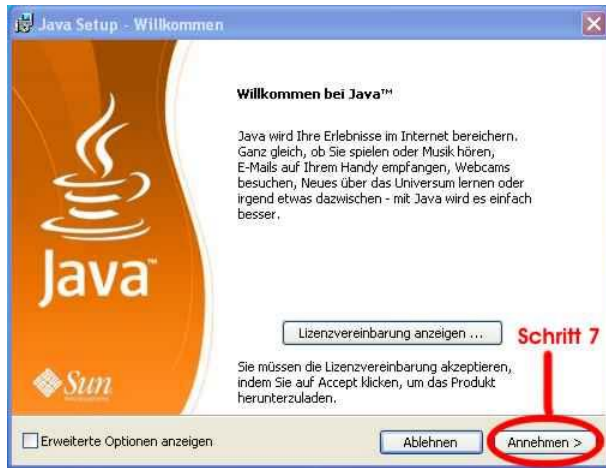 Java Setup - Willkommen
Willkommen bei Java™
Java wird Ihre Erlebnisse im Internet bereichern.
Ganz gleich, ob Sie spielen oder Musik hören,
E-Mails auf Ihrem Handy empfangen, Webcams
besuchen, Neues über das Universum lernen oder
irgend etwas dazwischen - mit Java wird es einfach
besser.
Java™
Lizenzvereinbarung anzeigen ...
Schritt 7
Sun
Sie müssen die Lizenzvereinbarung akzeptieren,
indem Sie auf Accept klicken, um das Produkt
herunterzuladen.
Erweiterte Optionen anzeigen
Ablehnen
Annehmen >